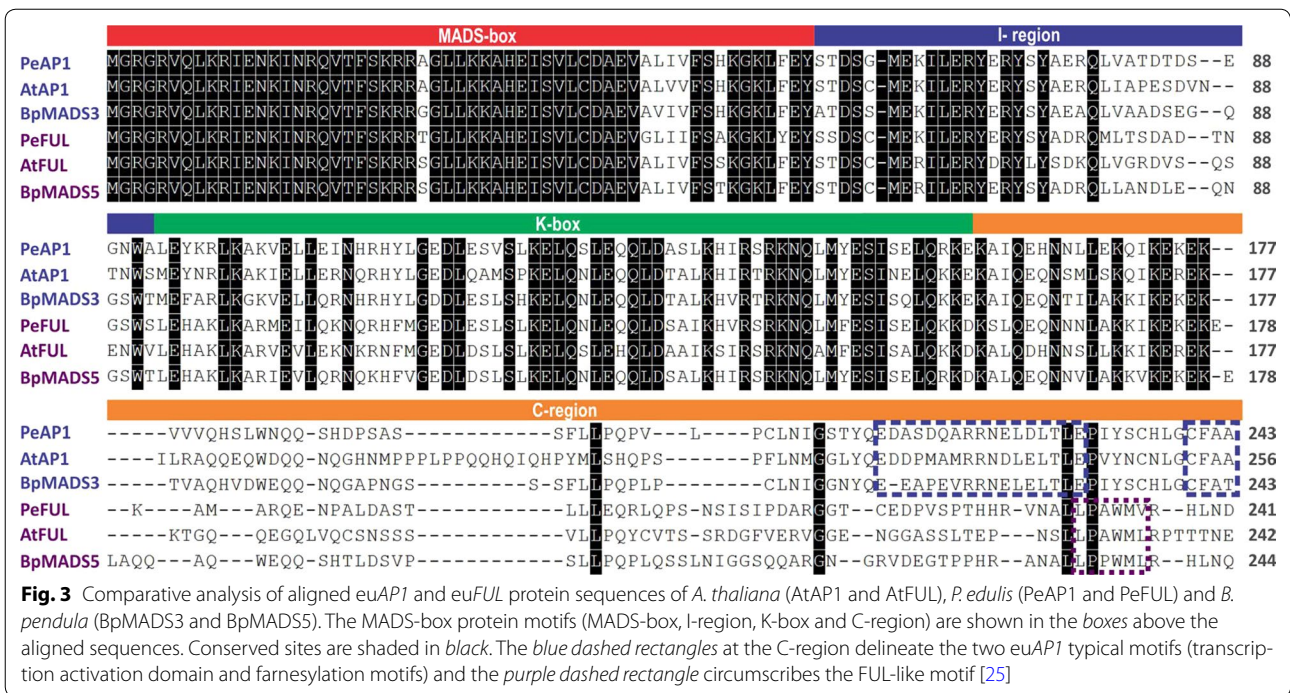 MADS-box I- region
PeAP1 MGRGRVQLKRIENKINRQVTFSKRRAGLLKKAHEISVLCDAEVALIVFSHKGKLFEYSTDSG-MEKILERYERYSYAERQLVATDTDS--E 88
AtAP1 MGRGRVQLKRIENKINRQVTFSKRRAGLLKKAHEISVLCDAEVALVVFSHKGKLFEYSTDSC-MEKILERYERYSYAERQLIAPESDVN-- 88
BpMADS3 MGRGRVQLKRIENKINRQVTFSKRRGGLLKKAHEISVLCDAEVAVIVFSHKGKLFEYATDSC-MEKILERYERYSYAEAQLVAADSEG--Q 88
PeFUL MGRGRVQLKRIENKINRQVTFSKRRTGLLKKAHEISVLCDAEVGLIIFSAKGKLFEYSSDSC-MERILERYERYSYADRQMLTSDAD--TN 88
AtFUL MGRGRVQLKRIENKINRQVTFSKRRSGLLKKAHEISVLCDAEVALIVFSSKGKLFEYSTDSC-MERILERYDRYLYSDKQLVGRDVS--QS 88
BpMADS5 MGRGRVQLKRIENKINRQVTFSKRRSGLLKKAHEISVLCDAEVALIVFSTKGKLFEYSTDSC-MERILERYERYSYADRQLLANDLE--QN 88
K-box
PeAP1 GNWALEYKRLKAKVELLEINHRHYLGEDLESVSLKELQSLEQQLDASLKHIRSRKNQLMYESISELQRKEKAIQEHNNLLEKQIKEKEK-- 177
AtAP1 TNWSMEYNRLKAKIELLERNQRHYLGEDLQAMSPKELQNLEQQLDTALKHIRTRKNQLMYESINELQKKEKAIQEQNSMLSKQIKEREK-- 177
BpMADS3 GSWTMEFARLKGKVELLQRNHRHYLGDDLESLSHKELQNLEQQLDTALKHVRTRKNQLMYESISQLQKKEKAIQEQNTILAKKIKEKEK-- 177
PeFUL GSWSLEHAKLKARMEILQKNQRHFMGEDLESLSLKELQNLEQQLDSAIKHVRSRKNQLMFESISELQKKDKSLQEQNNNLAKKIKEKEKE- 178
AtFUL ENWVLEHAKLKARVEVLEKNKRNFMGEDLDSLSLKELQSLEHQLDAAIKSIRSRKNQAMFESISALQKKDKALQDHNNSLLKKIKEREK-- 177
BpMADS5 GSWTLEHAKLKARIEVLQRNQKHFVGEDLDSLSLKELQNLEQQLDSALKHIRSRKNQLMYESISELQRKDKALQEQNNVLAKKVKEKEK-E 178
C-region
PeAP1 -----VVVQHSLWNQQ-SHDPSAS----------SFLLPQPV--L----PCLNIGSTYQEDASDQARRNELDLTLEPIYSCHLGCFAA 243
AtAP1 ----ILRAQQEQWDQQ-NQGHNMPPPLPPQQHQIQHPYMLSHQPS----PFLNMGGLYQEDDPMAMRRNDLELTLEPVYNCNLGCFAA 256
BpMADS3 -----TVAQHVDWEQQ-NQGAPNGS--------S-SFLLPQPLP-----CLNIGGNYQE-EAPEVRRNELELTLEPIYSCHLGCFAT 243
PeFUL --K----AM---ARQE-NPALDAST----------LLLEQRLQPS-NSISIPDARGGT-CEDPVSPTHHR-VNALLPAWMVR--HLND 241
AtFUL ---KTGQ---QEGQLVQCSNSSS----------VLLPQYCVTS-SRDGFVERVGGE-NGGASSLTEP---NSLLPAWMLRPTTTNE 242
BpMADS5 LAQQ---AQ---WEQQ-SHTLDSVP---------SLLPQPLQSSLNIGGSQQARGN--GRVDEGTPPHR-ANALLPPWMLR--HLNQ 244
Fig. 3 Comparative analysis of aligned euAP1 and euFUL protein sequences of A. thaliana (AtAP1 and AtFUL), P. edulis (PeAP1 and PeFUL) and B.
pendula (BpMADS3 and BpMADS5). The MADS-box protein motifs (MADS-box, I-region, K-box and C-region) are shown in the boxes above the
aligned sequences. Conserved sites are shaded in black. The blue dashed rectangles at the C-region delineate the two euAP1 typical motifs (transcrip-
tion activation domain and farnesylation motifs) and the purple dashed rectangle circumscribes the FUL-like motif [25]